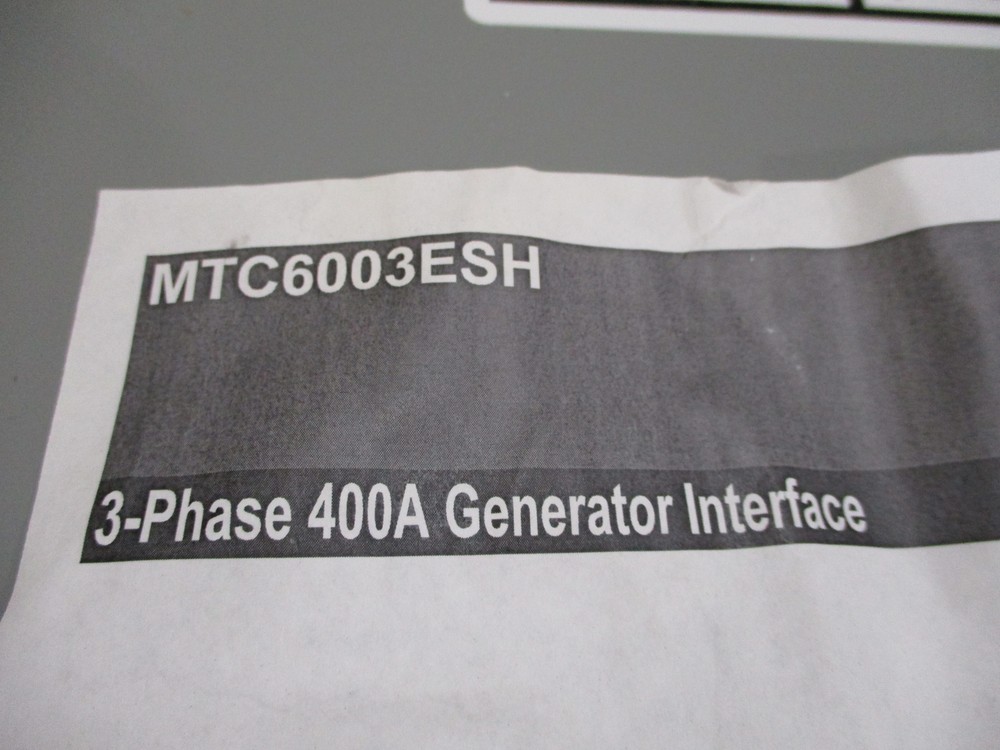 MTC6003ESH
3-Phase 400A Generator Interface